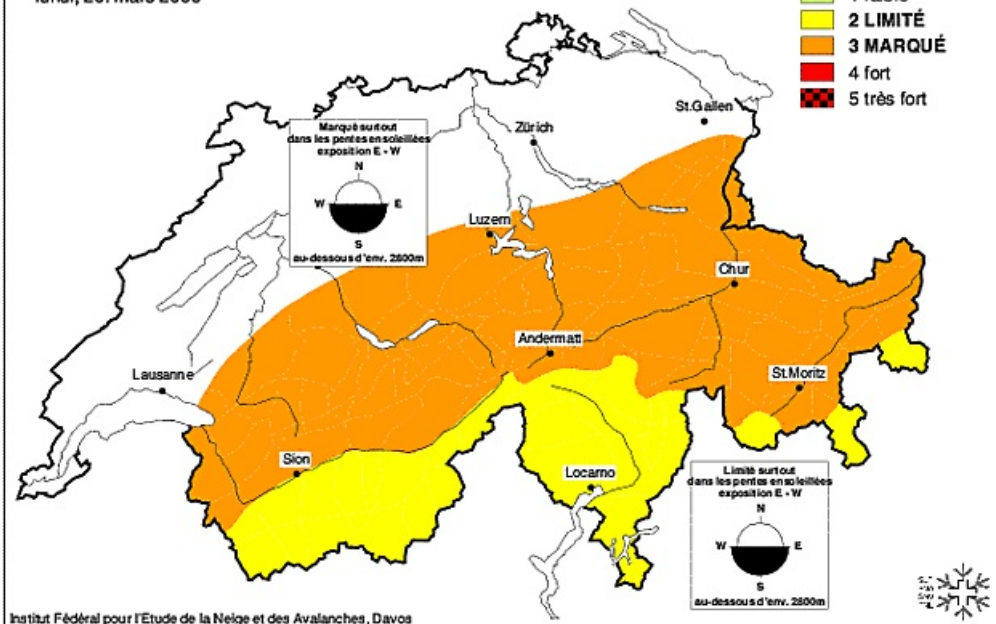 2 LIMITÉ
3 MARQUÉ
4 fort
5 très fort
St.Gallen
Zürich
Marqué surtout
dans les pentes ensoleillées
exposition E - W
N
W E
S
au-dessous d'env. 2800m
Luzern
Chur
Andermatt
Lausanne
St.Moritz
Sion
Locarno
Limité surtout
dans les pentes ensoleillées
exposition E - W
N
W E
S
au-dessous d'env. 2800m
Institut Fédéral pour l'Etude de la Neige et des Avalanches, Davos